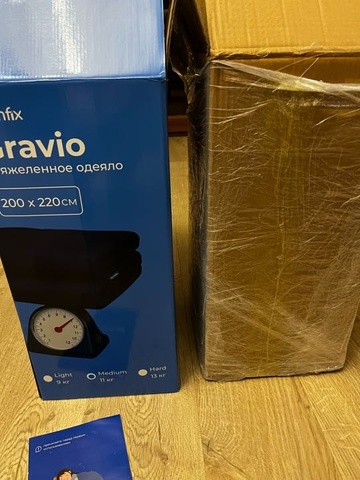 nfix
Gravio
яжеленное одеяло
200 x 220 см
Light
9 кг
Medium
11 кг
Hard
13 кг